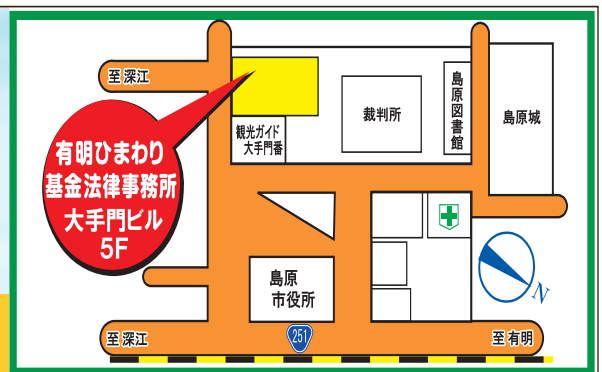 至 深江
有明ひまわり
基金法律事務所
大手門ビル
5F
観光ガイド
大手門番
裁判所
島原図書館
島原城
島原
市役所
N
251
至 深江
至 有明